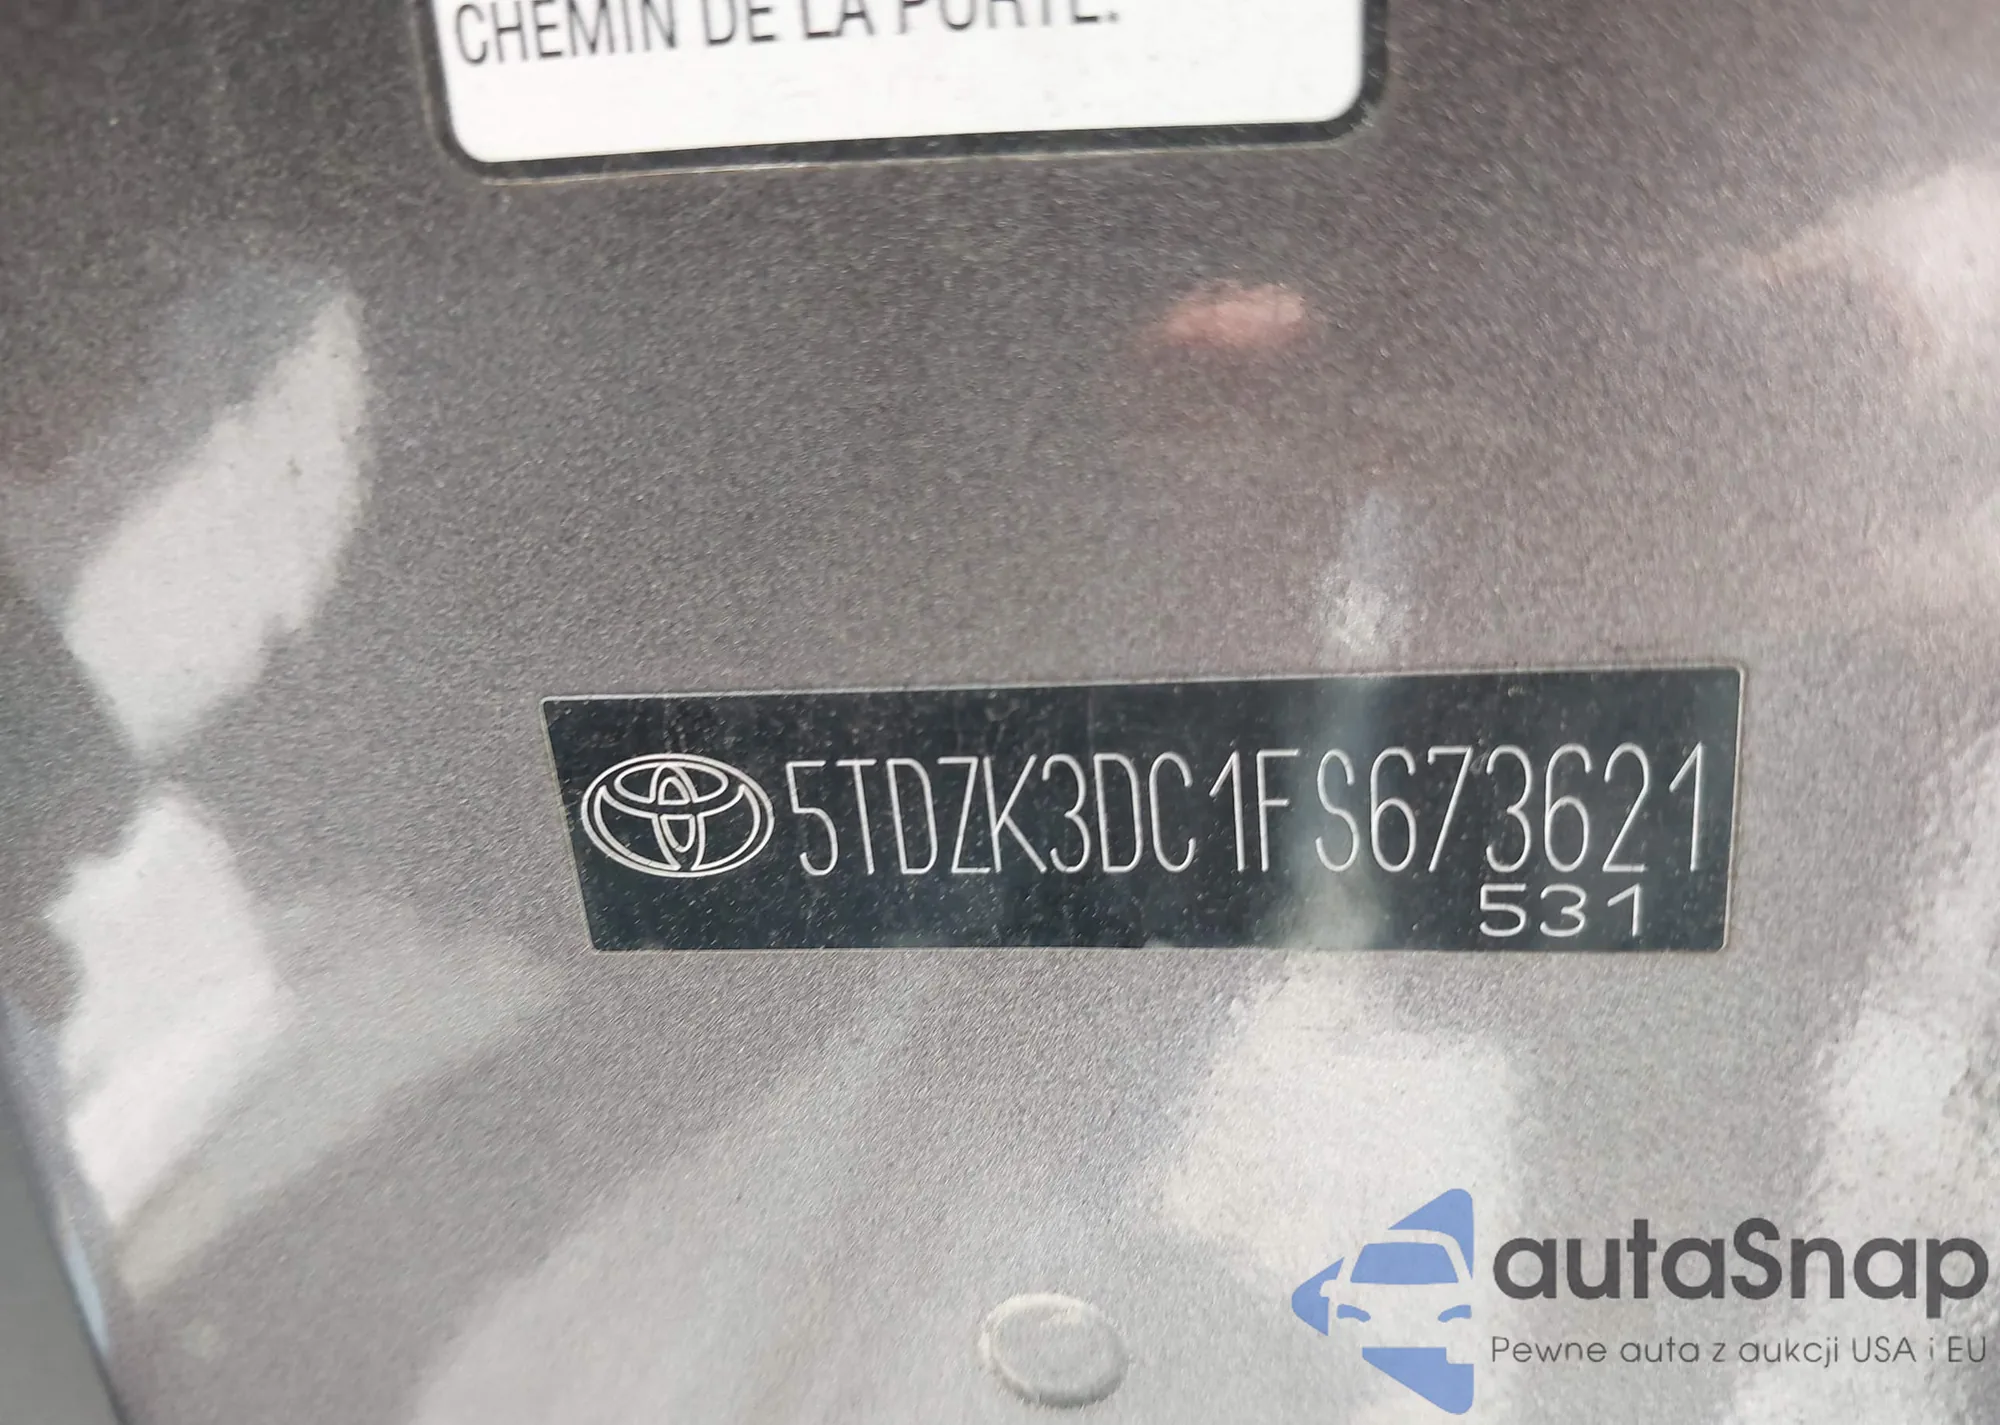 CHEMIN DE LA PORTE.
5TDZK3DC1FS673621
531
autaSnap
Pewne auta z aukcji USA i EU